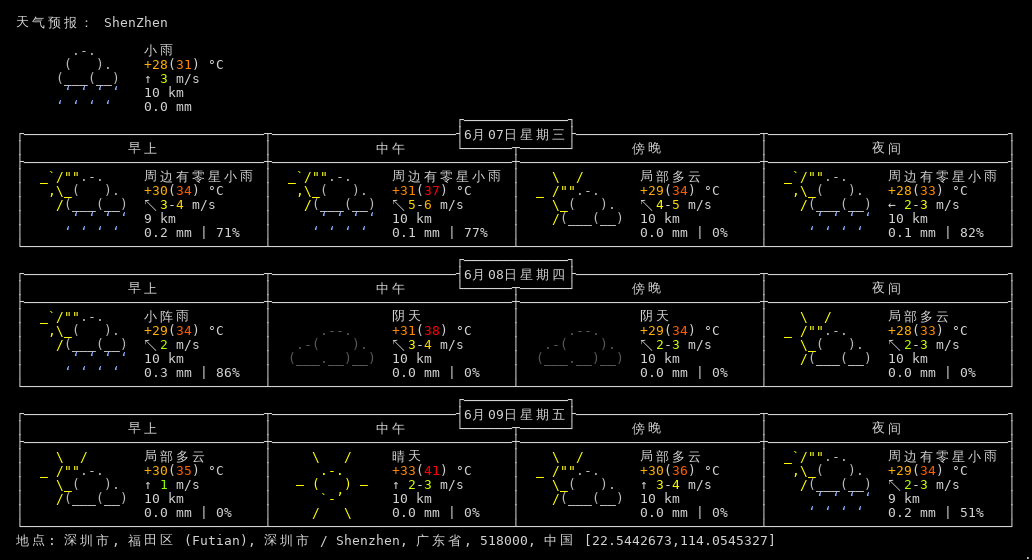 天气预报： ShenZhen
小雨
+28(31) °C
↑ 3 m/s
10 km
0.0 mm
6月07日星期三
早上 中午 傍晚 夜间
周边有零星小雨 周边有零星小雨 局部多云 周边有零星小雨
+30(34) °C +31(37) °C +29(34) °C +28(33) °C
↖ 3-4 m/s ↖ 5-6 m/s ↖ 4-5 m/s ← 2-3 m/s
9 km 10 km 10 km 10 km
0.2 mm | 71% 0.1 mm | 77% 0.0 mm | 0% 0.1 mm | 82%
6月08日星期四
早上 中午 傍晚 夜间
小阵雨 阴天 阴天 局部多云
+29(34) °C +31(38) °C +29(34) °C +28(33) °C
↖ 2 m/s ↖ 3-4 m/s ↖ 2-3 m/s ↖ 2-3 m/s
10 km 10 km 10 km 10 km
0.3 mm | 86% 0.0 mm | 0% 0.0 mm | 0% 0.0 mm | 0%
6月09日星期五
早上 中午 傍晚 夜间
局部多云 晴天 局部多云 周边有零星小雨
+30(35) °C +33(41) °C +30(36) °C +29(34) °C
↑ 1 m/s ↑ 2-3 m/s ↑ 3-4 m/s ↖ 2-3 m/s
10 km 10 km 10 km 9 km
0.0 mm | 0% 0.0 mm | 0% 0.0 mm | 0% 0.2 mm | 51%
地点: 深圳市, 福田区 (Futian), 深圳市 / Shenzhen, 广东省, 518000, 中国 [22.5442673,114.0545327]